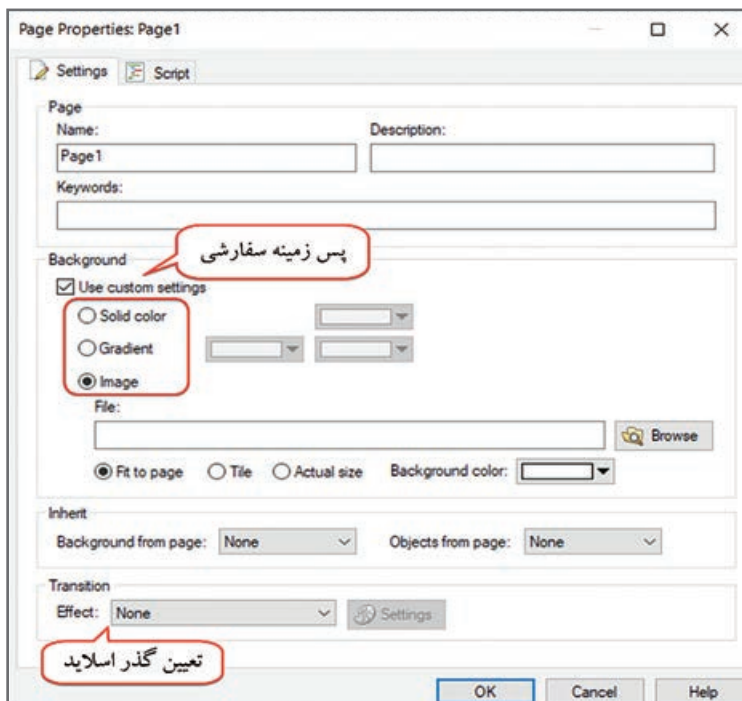 Page Properties: Page1
Settings Script
Page
Name: Description:
Page1
Keywords:
پس زمینه سفارشی
Background
Use custom settings
Solid color
Gradient
Image
File:
Browse
Fit to page Tile Actual size Background color:
Inherit
Background from page: None Objects from page: None
Transition
Effect: None Settings
تعیین گذر اسلاید
OK Cancel Help